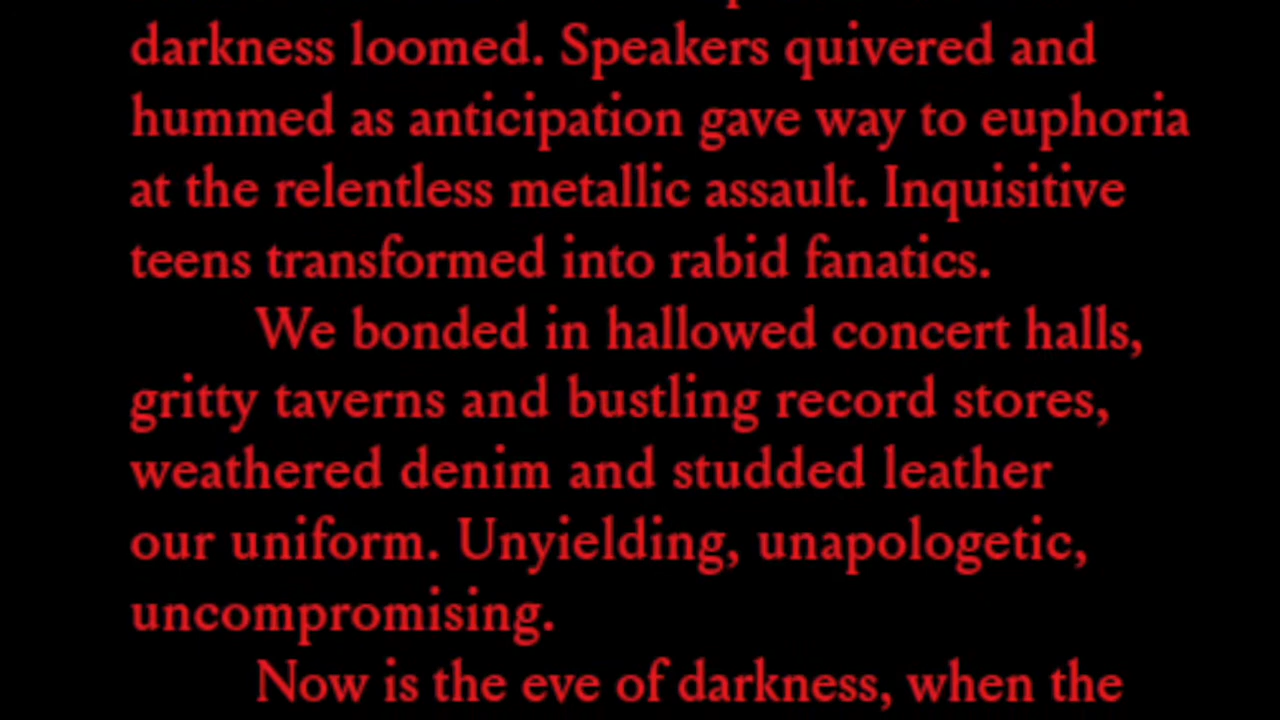 darkness loomed. Speakers quivered and
hummed as anticipation gave way to euphoria
at the relentless metallic assault. Inquisitive
teens transformed into rabid fanatics.
We bonded in hallowed concert halls,
gritty taverns and bustling record stores,
weathered denim and studded leather
our uniform. Unyielding, unapologetic,
uncompromising.
Now is the eve of darkness, when the